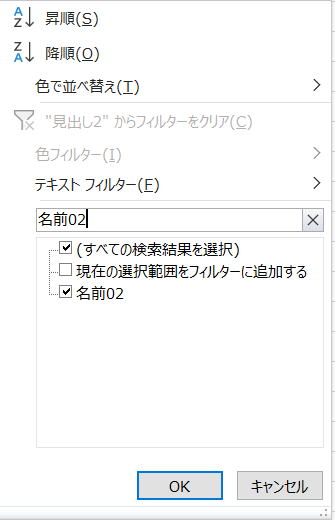 昇順(S)
降順(O)
色で並べ替え(T)
"見出し2" からフィルターをクリア(C)
色フィルター(I)
テキスト フィルター(F)
名前02
(すべての検索結果を選択)
現在の選択範囲をフィルターに追加する
名前02
OK
キャンセル